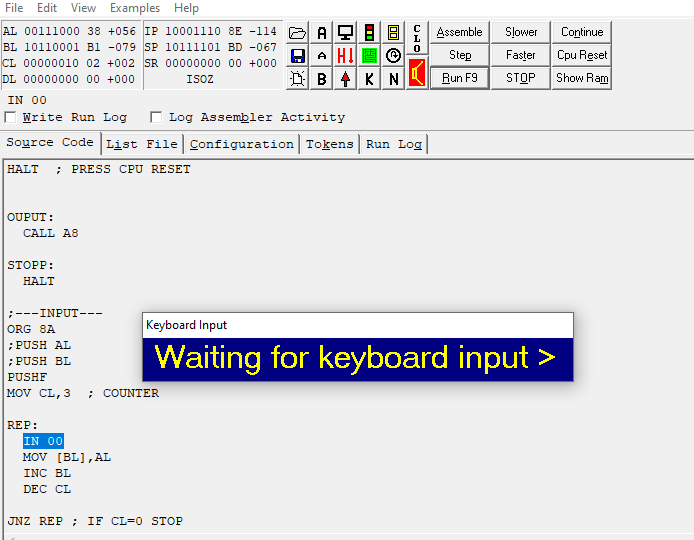 File Edit View Examples Help
AL 00111000 38 +056 IP 10001110 8E -114
BL 10110001 B1 -079 SP 10111101 BD -067
CL 00000010 02 +002 SR 00000000 00 +000
DL 00000000 00 +000 ISOZ
A CLO Assemble Slower Continue
A H↓ Step Faster Cpu Reset
B K N Run F9 STOP Show Ram
IN 00
Write Run Log Log Assembler Activity
Source Code List File Configuration Tokens Run Log
HALT ; PRESS CPU RESET
OUPUT:
CALL A8
STOPP:
HALT
;---INPUT---
ORG 8A
;PUSH AL
;PUSH BL
PUSHF
MOV CL,3 ; COUNTER
REP:
IN 00
MOV [BL],AL
INC BL
DEC CL
JNZ REP ; IF CL=0 STOP
Keyboard Input
Waiting for keyboard input >